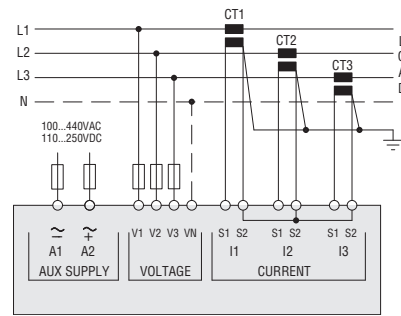 CT1
L1
L
CT2
L2
O
CT3
L3
A
D
N
100...440VAC
110...250VDC
V1 V2 V3 VN S1 S2 S1 S2 S1 S2
A1 A2 I1 I2 I3
AUX SUPPLY VOLTAGE CURRENT